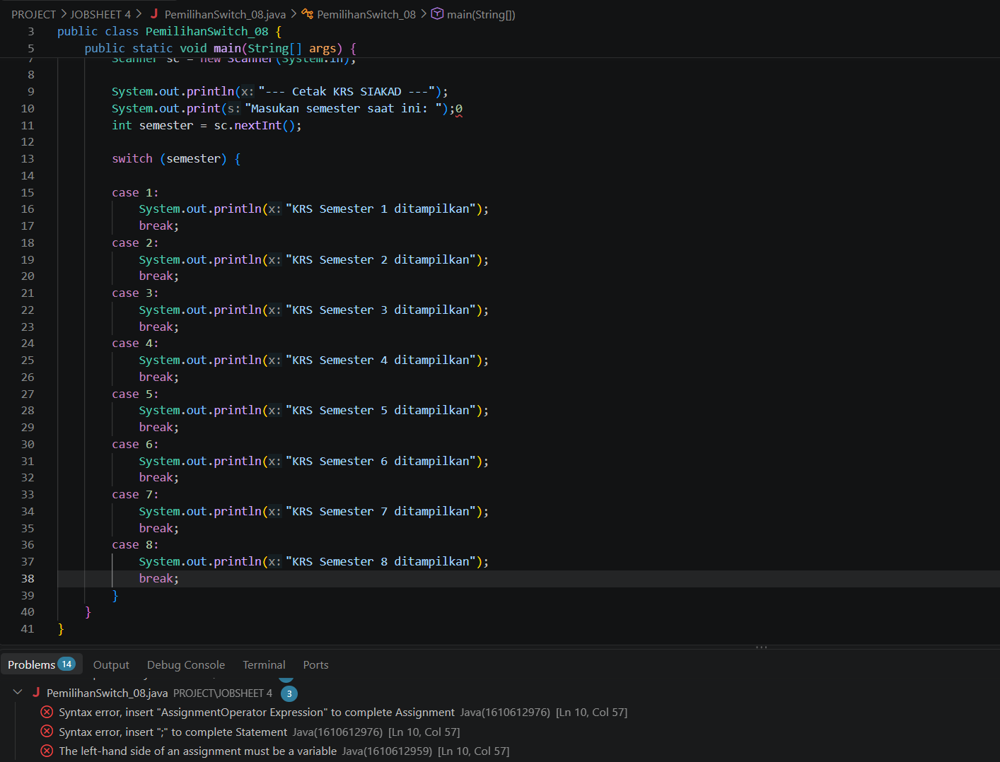 PROJECT > JOBSHEET 4 > J PemilihanSwitch_08.java > PemilihanSwitch_08 > main(String[])
3 public class PemilihanSwitch_08 {
5 public static void main(String[] args) {
7 Scanner sc = new Scanner(System.in);
8
9 System.out.println(x: "--- Cetak KRS SIAKAD ---");
10 System.out.print(s: "Masukan semester saat ini: ");0
11 int semester = sc.nextInt();
12
13 switch (semester) {
14
15 case 1:
16 System.out.println(x: "KRS Semester 1 ditampilkan");
17 break;
18 case 2:
19 System.out.println(x: "KRS Semester 2 ditampilkan");
20 break;
21 case 3:
22 System.out.println(x: "KRS Semester 3 ditampilkan");
23 break;
24 case 4:
25 System.out.println(x: "KRS Semester 4 ditampilkan");
26 break;
27 case 5:
28 System.out.println(x: "KRS Semester 5 ditampilkan");
29 break;
30 case 6:
31 System.out.println(x: "KRS Semester 6 ditampilkan");
32 break;
33 case 7:
34 System.out.println(x: "KRS Semester 7 ditampilkan");
35 break;
36 case 8:
37 System.out.println(x: "KRS Semester 8 ditampilkan");
38 break;
39 }
40 }
41 }
Problems 14 Output Debug Console Terminal Ports
J PemilihanSwitch_08.java PROJECT\JOBSHEET 4 3
Syntax error, insert "AssignmentOperator Expression" to complete Assignment Java(1610612976) [Ln 10, Col 57]
Syntax error, insert ";" to complete Statement Java(1610612976) [Ln 10, Col 57]
The left-hand side of an assignment must be a variable Java(1610612959) [Ln 10, Col 57]